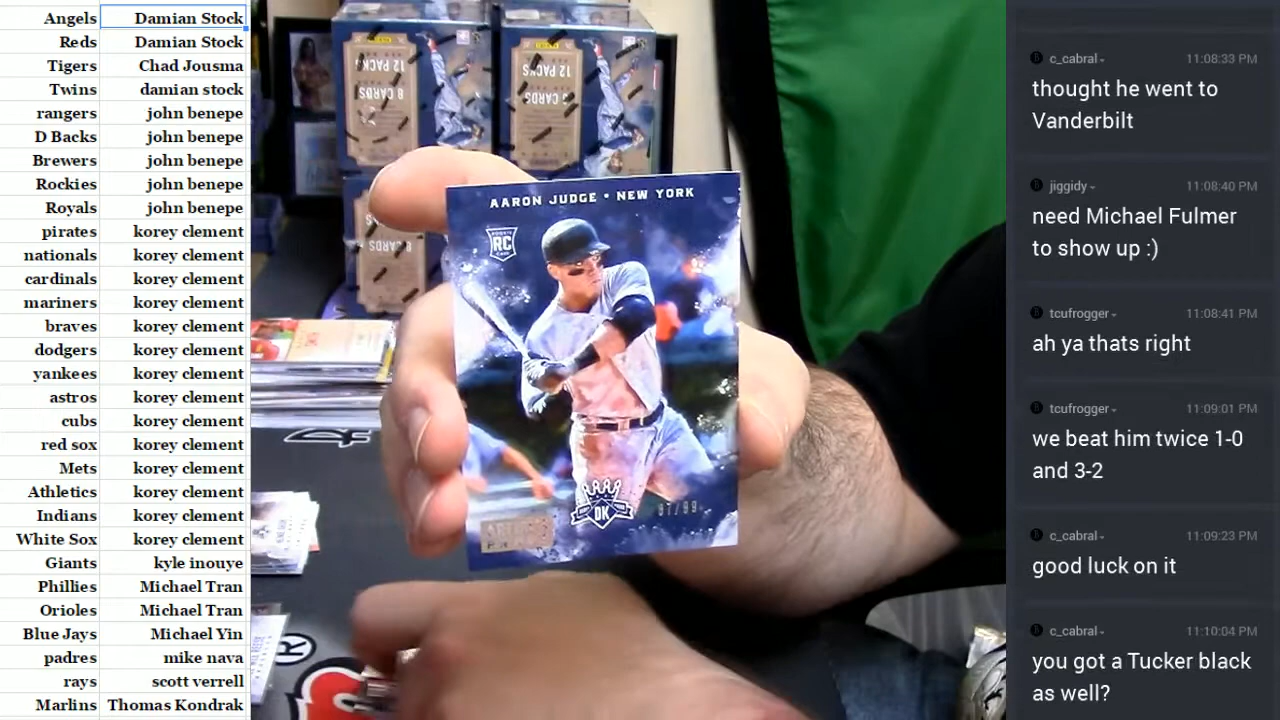 Angels Damian Stock
Reds Damian Stock
Tigers Chad Jousma
Twins damian stock
rangers john benepe
D Backs john benepe
Brewers john benepe
Rockies john benepe
Royals john benepe
pirates korey clement
nationals korey clement
cardinals korey clement
mariners korey clement
braves korey clement
dodgers korey clement
yankees korey clement
astros korey clement
cubs korey clement
red sox korey clement
Mets korey clement
Athletics korey clement
Indians korey clement
White Sox korey clement
Giants kyle inouye
Phillies Michael Tran
Orioles Michael Tran
Blue Jays Michael Yin
padres mike nava
rays scott verrell
Marlins Thomas Kondrak
12 PACKS
8 CARDS
12 PACKS
8 CARDS
8 CARDS
AARON JUDGE • NEW YORK
RC
DK
®
c_cabral 11:08:33 PM
thought he went to
Vanderbilt
jiggidy 11:08:40 PM
need Michael Fulmer
to show up :)
tcufrogger 11:08:41 PM
ah ya thats right
tcufrogger 11:09:01 PM
we beat him twice 1-0
and 3-2
c_cabral 11:09:23 PM
good luck on it
c_cabral 11:10:04 PM
you got a Tucker black
as well?